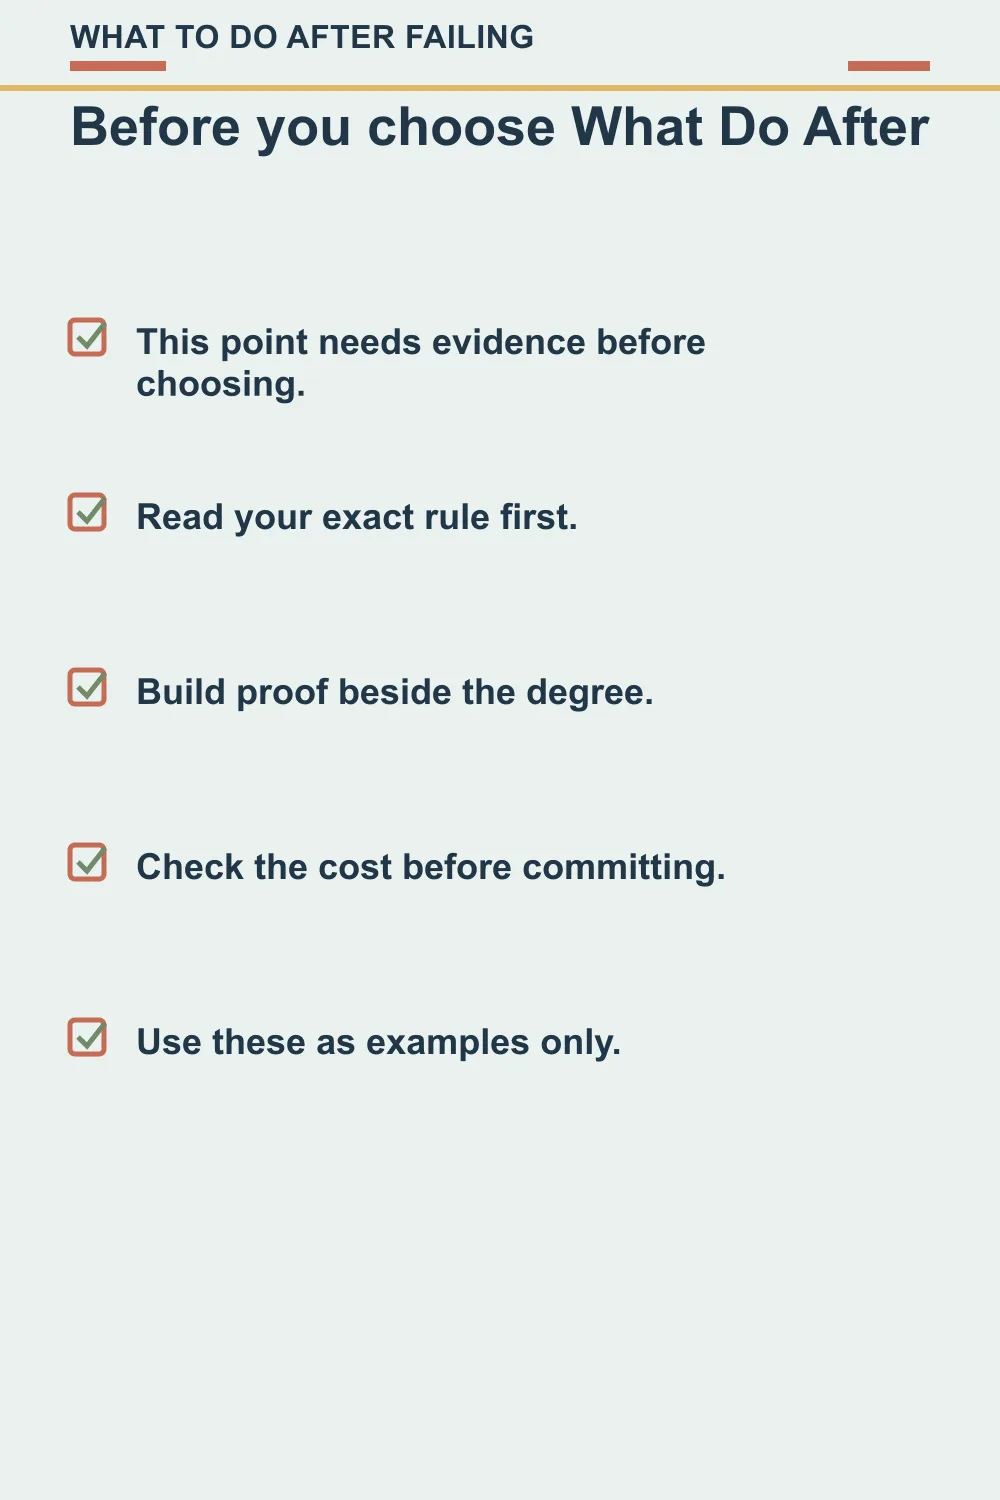 WHAT TO DO AFTER FAILING
Before you choose What Do After
This point needs evidence before
choosing.
Read your exact rule first.
Build proof beside the degree.
Check the cost before committing.
Use these as examples only.